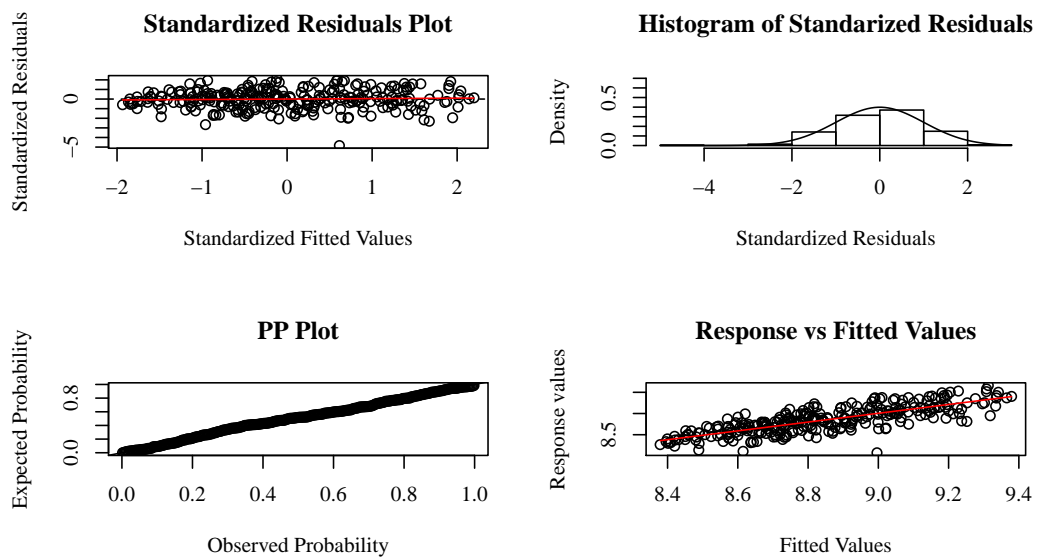 Standardized Residuals Plot
Standardized Residuals
0
−5
−2 −1 0 1 2
Standardized Fitted Values
Histogram of Standarized Residuals
Density
0.5
0.0
−4 −2 0 2
Standardized Residuals
PP Plot
Expected Probability
0.8
0.0
0.0 0.2 0.4 0.6 0.8 1.0
Observed Probability
Response vs Fitted Values
Response values
8.5
8.4 8.6 8.8 9.0 9.2 9.4
Fitted Values